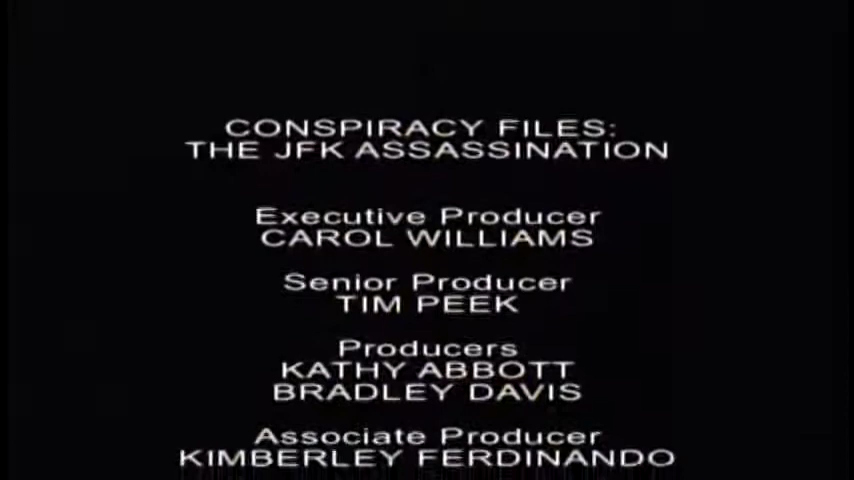 CONSPIRACY FILES:
THE JFK ASSASSINATION
Executive Producer
CAROL WILLIAMS
Senior Producer
TIM PEEK
Producers
KATHY ABBOTT
BRADLEY DAVIS
Associate Producer
KIMBERLEY FERDINANDO